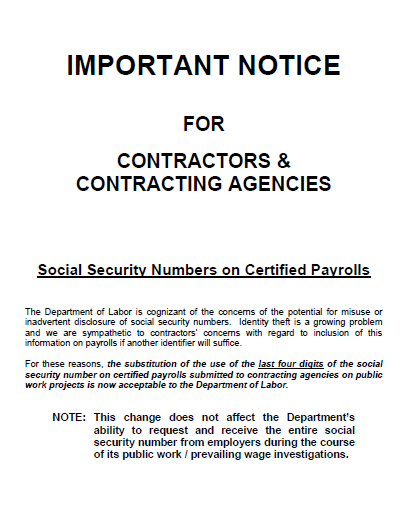 IMPORTANT NOTICE
FOR
CONTRACTORS &
CONTRACTING AGENCIES
Social Security Numbers on Certified Payrolls
The Department of Labor is cognizant of the concerns of the potential for misuse or
inadvertent disclosure of social security numbers.  Identity theft is a growing problem
and we are sympathetic to contractors' concerns with regard to inclusion of this
information on payrolls if another identifier will suffice.
For these reasons, the substitution of the use of the last four digits of the social
security number on certified payrolls submitted to contracting agencies on public
work projects is now acceptable to the Department of Labor.
NOTE: This change does not affect the Department's
ability to request and receive the entire social
security number from employers during the course
of its public work / prevailing wage investigations.